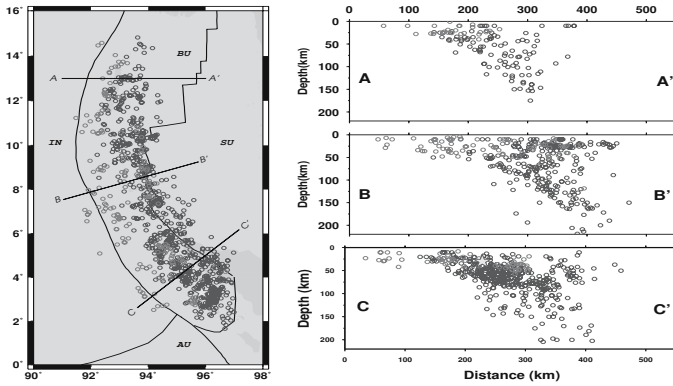 16°
14°
12°
10°
8°
6°
4°
2°
0°
90° 92° 94° 96° 98°
BU
A A'
IN SU
B B'
C C'
AU
0 100 200 300 400 500
Depth(km)
0
50
100
150
200
A A'
Depth(km)
0
50
100
150
200
B B'
Depth (km)
0
50
100
150
200
C C'
0 100 200 300 400 500
Distance (km)